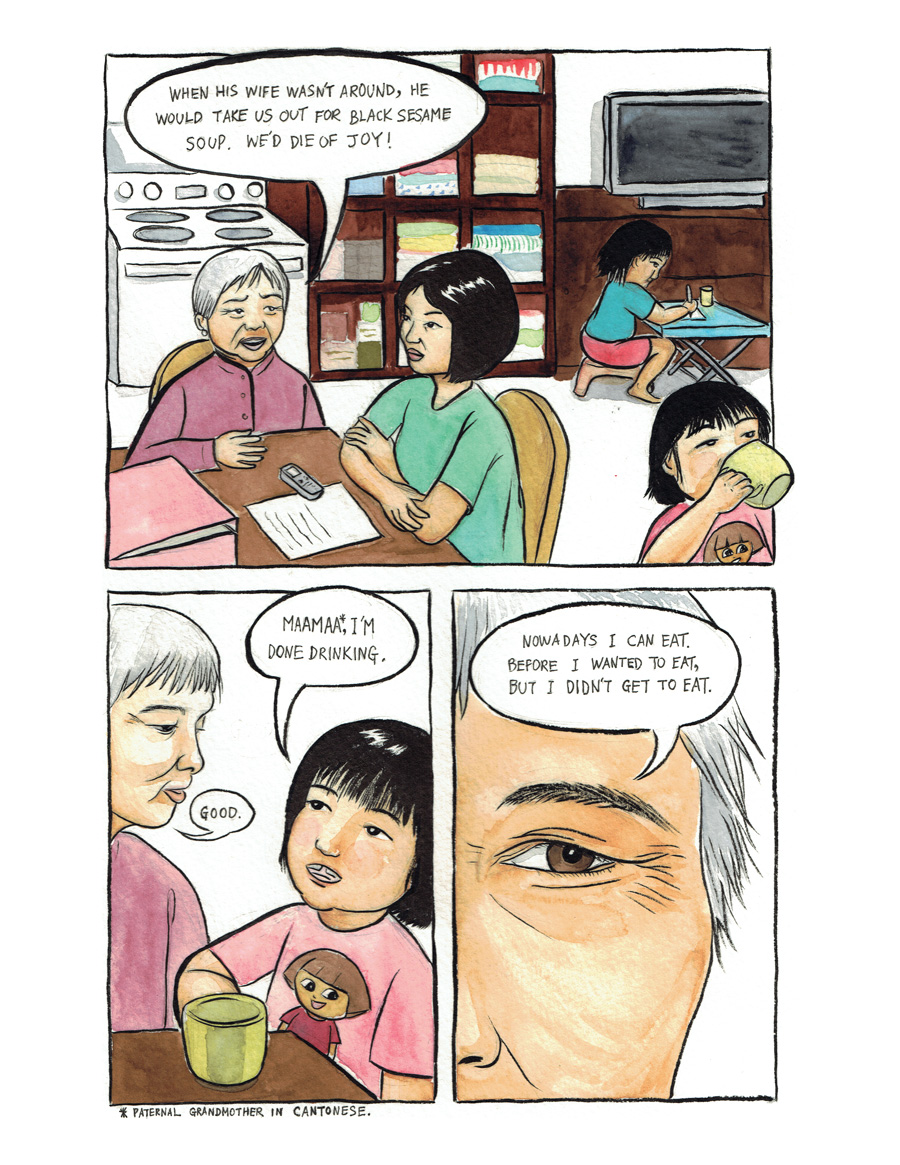 WHEN HIS WIFE WASN'T AROUND, HE
WOULD TAKE US OUT FOR BLACK SESAME
SOUP. WE'D DIE OF JOY!
MAAMAA*, I'M
DONE DRINKING.
GOOD.
NOWADAYS I CAN EAT.
BEFORE I WANTED TO EAT,
BUT I DIDN'T GET TO EAT.
* PATERNAL GRANDMOTHER IN CANTONESE.